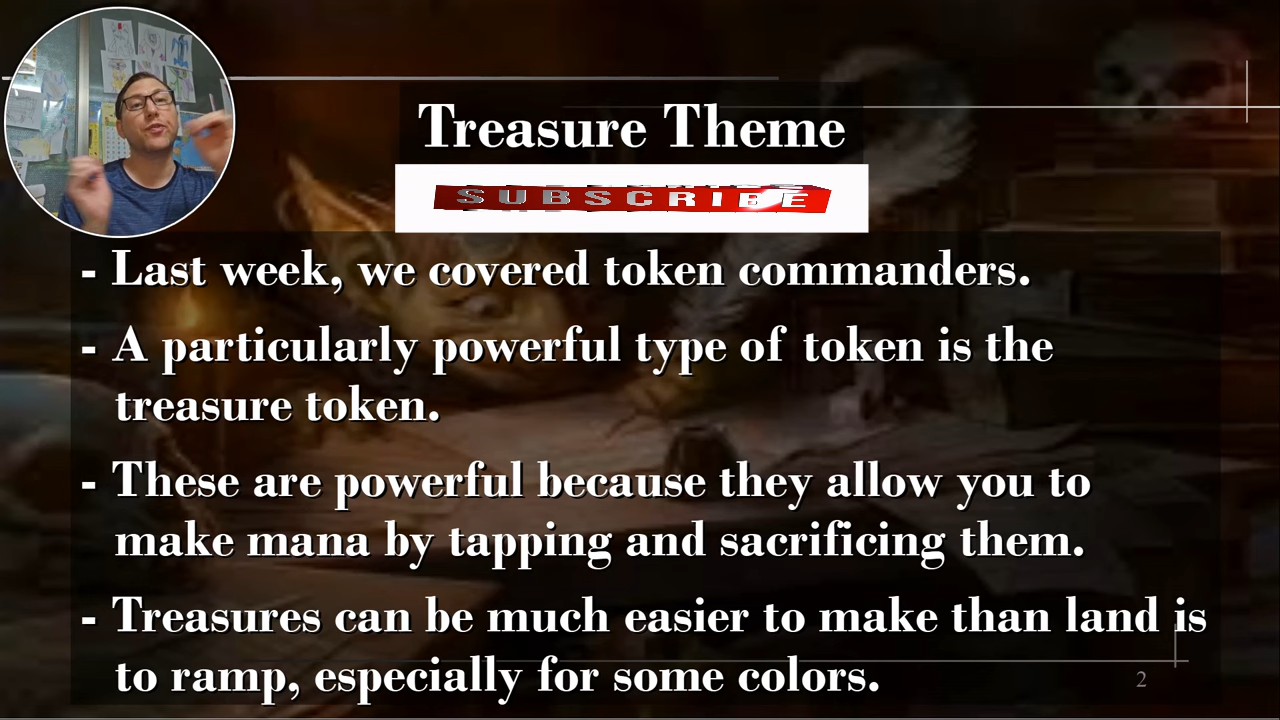 Treasure Theme
SUBSCRIBE
- Last week, we covered token commanders.
- A particularly powerful type of token is the
treasure token.
- These are powerful because they allow you to
make mana by tapping and sacrificing them.
- Treasures can be much easier to make than land is
to ramp, especially for some colors.
2